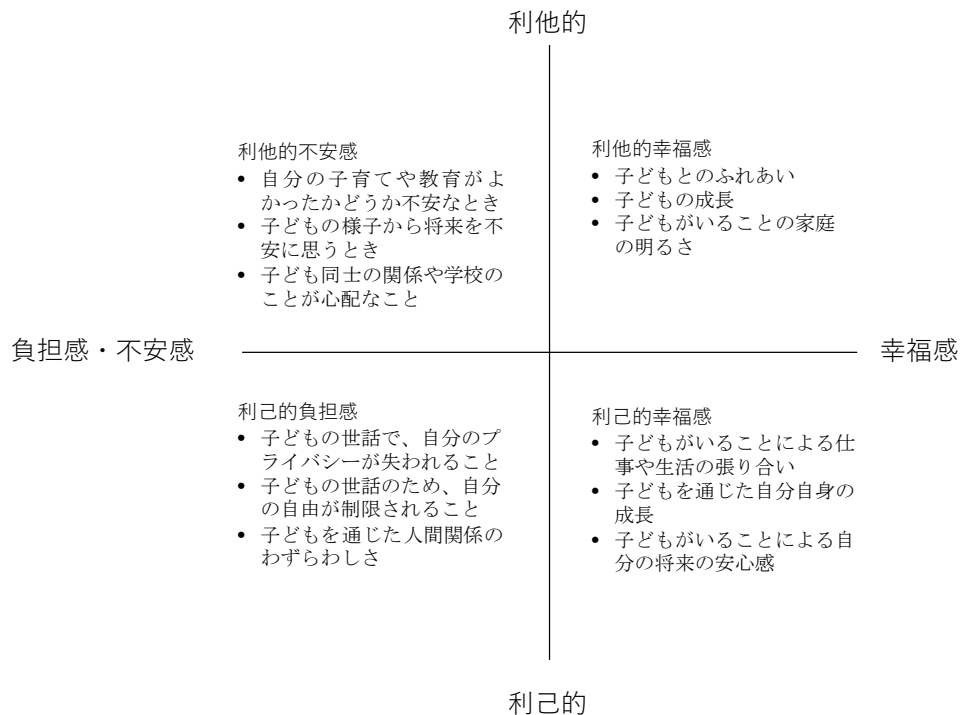 利他的
利他的不安感
• 自分の子育てや教育がよ
かったかどうか不安なとき
• 子どもの様子から将来を不
安に思うとき
• 子ども同士の関係や学校の
ことが心配なこと
利他的幸福感
• 子どもとのふれあい
• 子どもの成長
• 子どもがいることの家庭
の明るさ
負担感・不安感
幸福感
利己的負担感
• 子どもの世話で、自分のプ
ライバシーが失われること
• 子どもの世話のため、自分
の自由が制限されること
• 子どもを通じた人間関係の
わずらわしさ
利己的幸福感
• 子どもがいることによる仕
事や生活の張り合い
• 子どもを通じた自分自身の
成長
• 子どもがいることによる自
分の将来の安心感
利己的